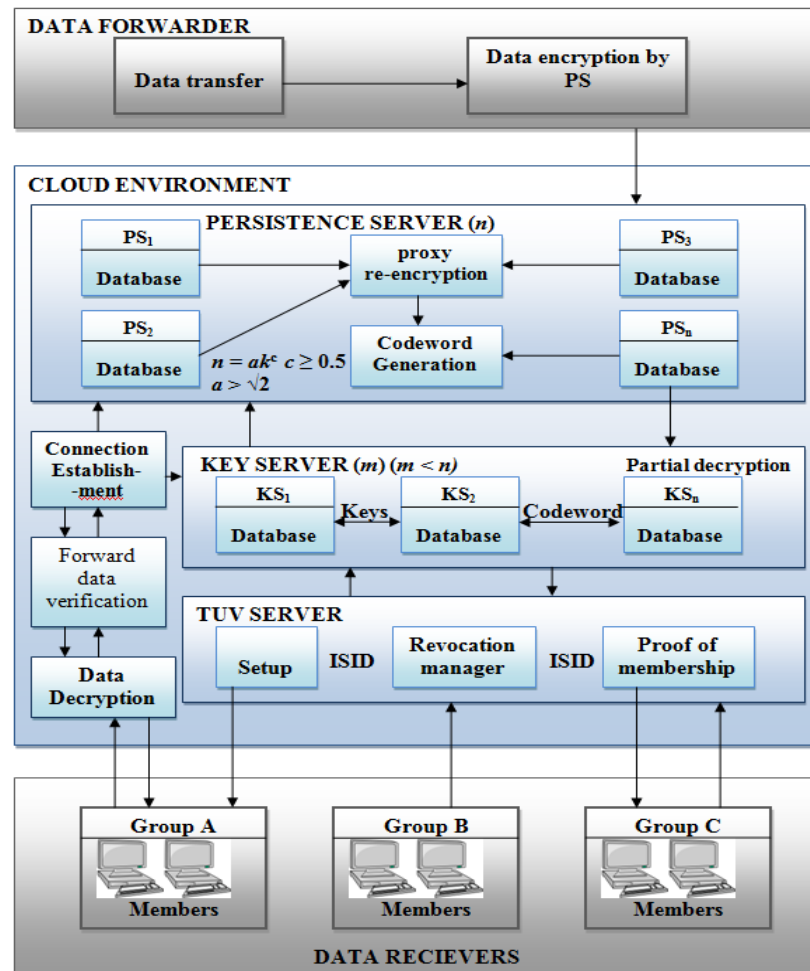 DATA FORWARDER
Data transfer
Data encryption by
PS
CLOUD ENVIRONMENT
PERSISTENCE SERVER (n)
PS₁
Database
PS₂
Database
proxy
re-encryption
Codeword
Generation
PS₃
Database
PSₙ
Database
n = akᶜ c ≥ 0.5
a > √2
Connection
Establish-
-ment
Forward
data
verification
Data
Decryption
KEY SERVER (m) (m < n)
Partial decryption
KS₁
Database
Keys
KS₂
Database
Codeword
KSₙ
Database
TUV SERVER
Setup
ISID
Revocation
manager
ISID
Proof of
membership
Group A
Members
Group B
Members
Group C
Members
DATA RECIEVERS